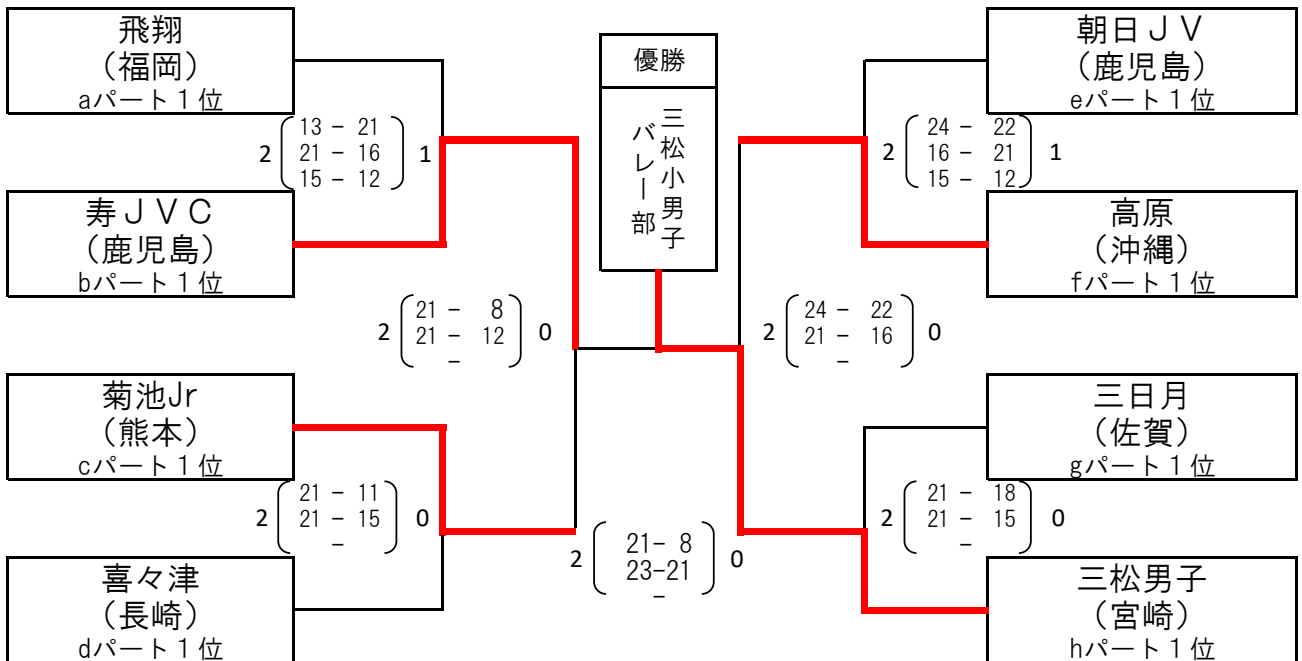 飛翔
（福岡）
aパート１位
寿ＪＶＣ
（鹿児島）
bパート１位
菊池Jr
（熊本）
cパート１位
喜々津
（長崎）
dパート１位
2
13 － 21
21 － 16
15 － 12
1
2
21 － 8
21 － 12
－
0
2
21 － 11
21 － 15
－
0
優勝
三松小男子
バレー部
2
21－ 8
23－21
－
0
朝日ＪＶ
（鹿児島）
eパート１位
高原
（沖縄）
fパート１位
三日月
（佐賀）
gパート１位
三松男子
（宮崎）
hパート１位
2
24 － 22
16 － 21
15 － 12
1
2
24 － 22
21 － 16
－
0
2
21 － 18
21 － 15
－
0